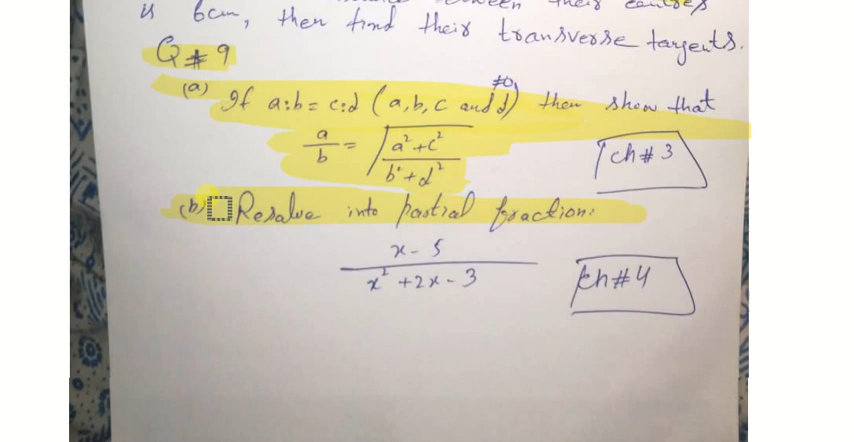 is 6cm, then find their transverse tangents.
Q # 9
(a) If a:b = c:d (a, b, c and d ≠0) then show that
a/b = √(a²+c²/b²+d²)
ch # 3
(b) Resolve into partial fraction:
x - 5
x² + 2x - 3
ch # 4